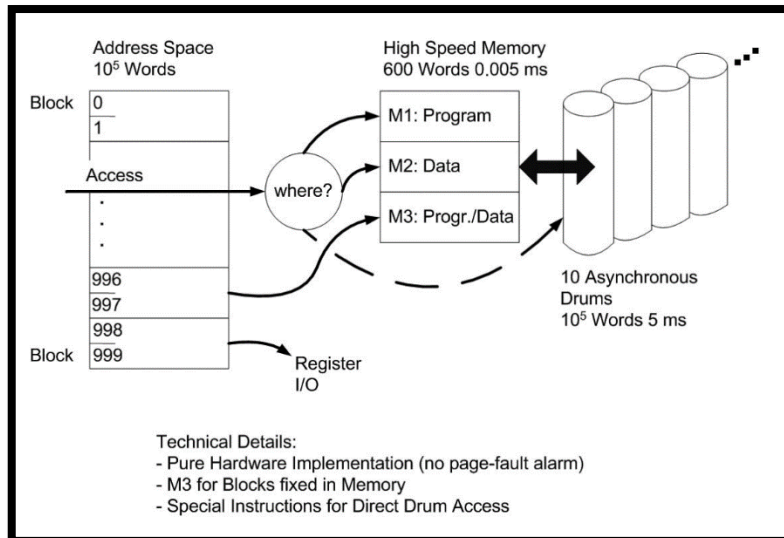 Address Space
10⁵ Words
Block
0
1
Access
.
.
.
996
997
998
Block
999
where?
High Speed Memory
600 Words 0.005 ms
M1: Program
M2: Data
M3: Progr./Data
Register
I/O
10 Asynchronous
Drums
10⁵ Words 5 ms
Technical Details:
- Pure Hardware Implementation (no page-fault alarm)
- M3 for Blocks fixed in Memory
- Special Instructions for Direct Drum Access